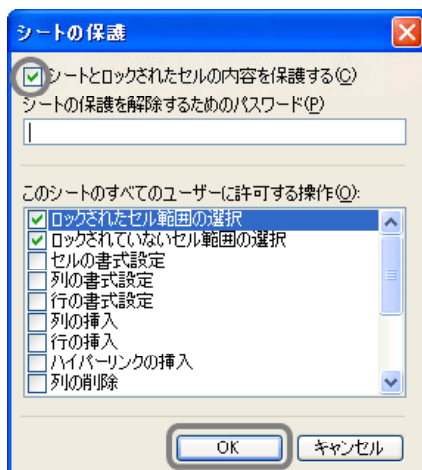 シートの保護
シートとロックされたセルの内容を保護する(C)
シートの保護を解除するためのパスワード(P)
このシートのすべてのユーザーに許可する操作(O):
ロックされたセル範囲の選択
ロックされていないセル範囲の選択
セルの書式設定
列の書式設定
行の書式設定
列の挿入
行の挿入
ハイパーリンクの挿入
列の削除
OK キャンセル